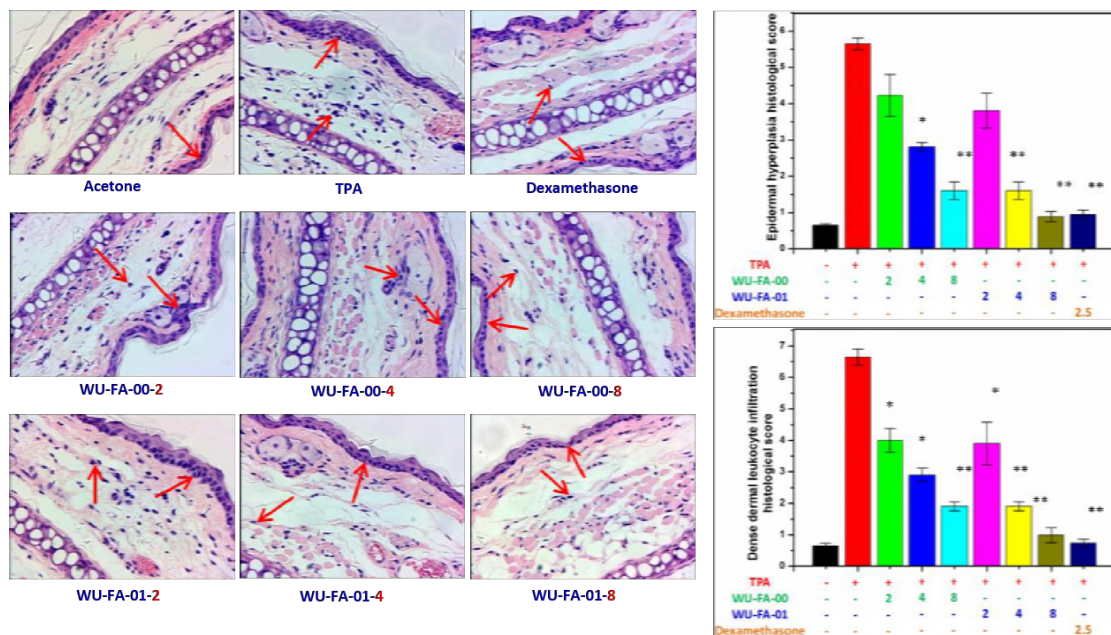 Acetone
TPA
Dexamethasone
WU-FA-00-2
WU-FA-00-4
WU-FA-00-8
WU-FA-01-2
WU-FA-01-4
WU-FA-01-8
Epidermal hyperplasia histological score
6
5
4
3
2
1
0
* ** ** ** **
TPA - + + + + + + + +
WU-FA-00 - - 2 4 8 - - - -
WU-FA-01 - - - - - 2 4 8 -
Dexamethasone - - - - - - - - 2.5
Dense dermal leukocyte infiltration
histological score
7
6
5
4
3
2
1
0
* * ** * ** ** **
TPA - + + + + + + + +
WU-FA-00 - - 2 4 8 - - - -
WU-FA-01 - - - - - 2 4 8 -
Dexamethasone - - - - - - - - 2.5